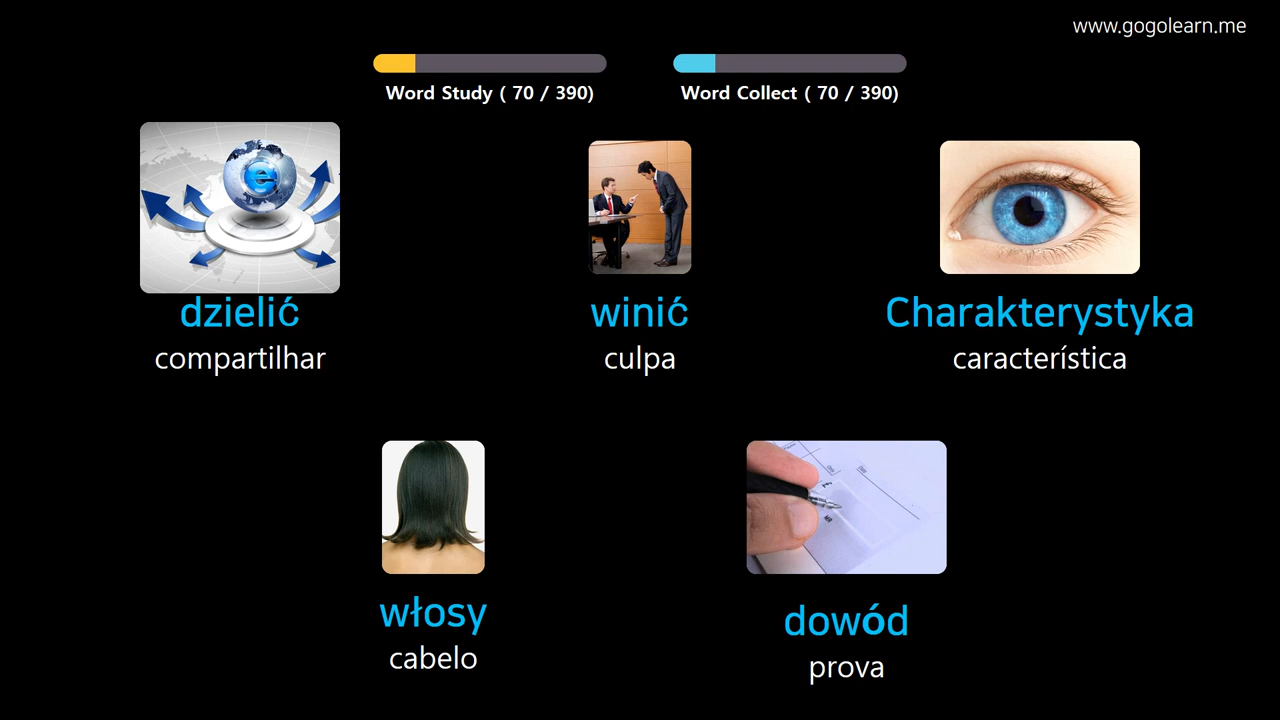 www.gogolearn.me
Word Study ( 70 / 390)
Word Collect ( 70 / 390)
e
dzielić
compartilhar
winić
culpa
Charakterystyka
característica
włosy
cabelo
dowód
prova